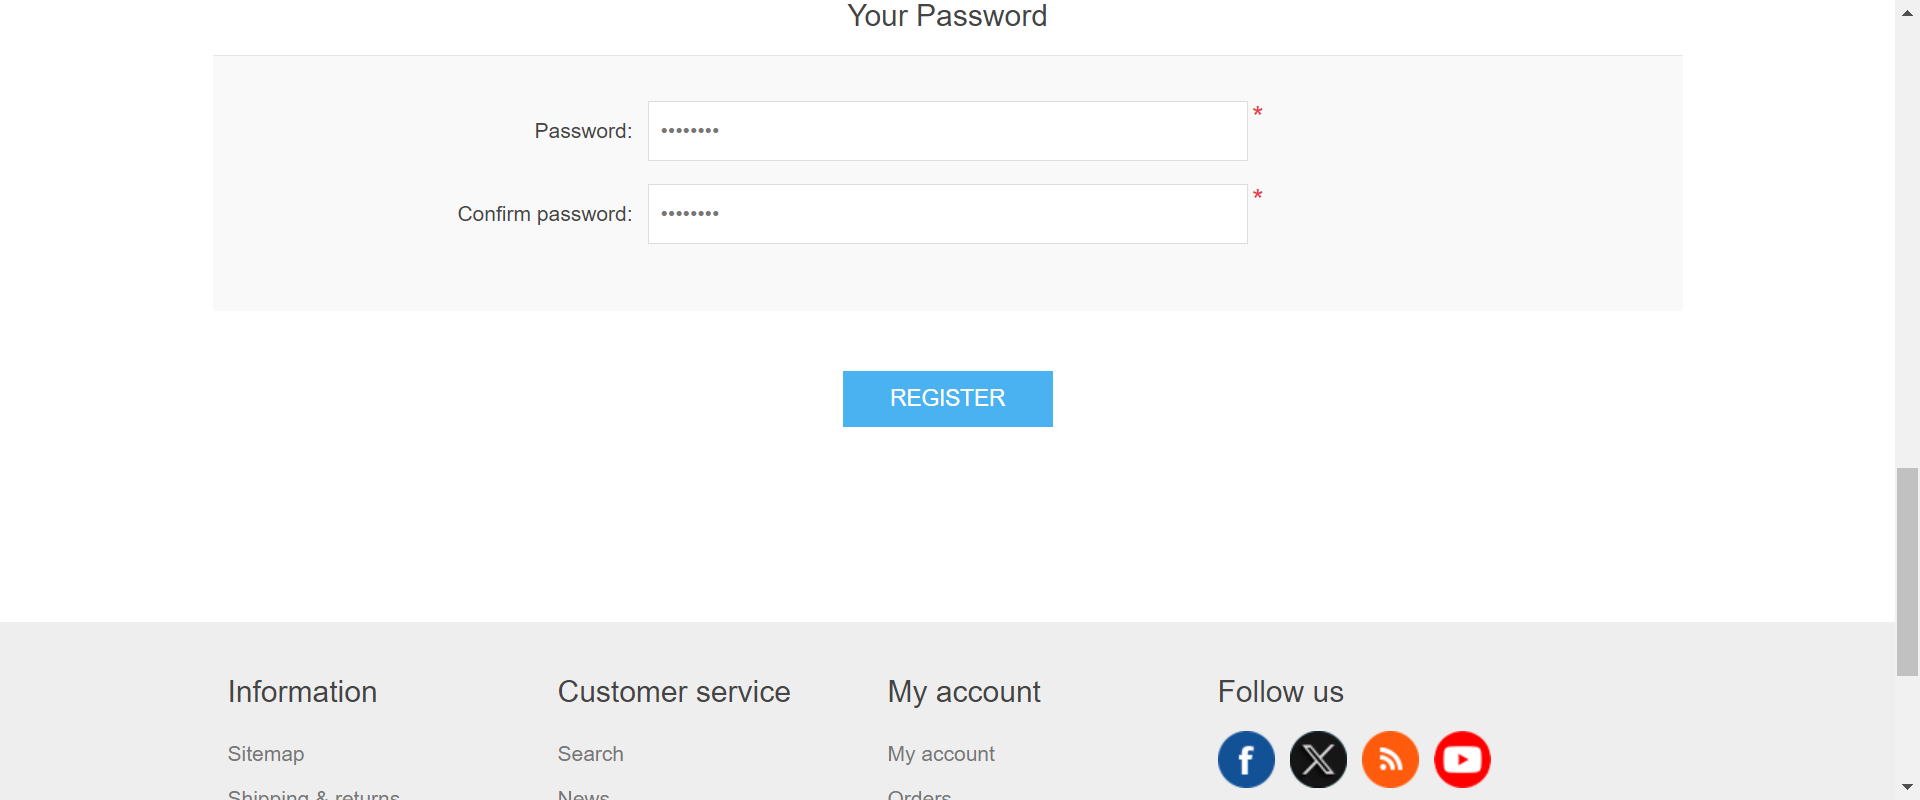 Your Password
Password: •••••••• *
Confirm password: •••••••• *
REGISTER
Information Customer service My account Follow us
Sitemap Search My account
Shipping & returns News Orders